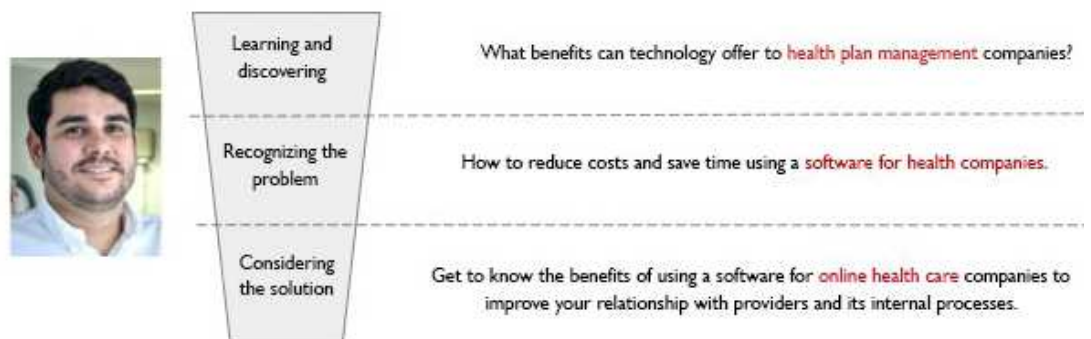 Learning and
discovering
What benefits can technology offer to health plan management companies?
Recognizing the
problem
How to reduce costs and save time using a software for health companies.
Considering
the solution
Get to know the benefits of using a software for online health care companies to
improve your relationship with providers and its internal processes.